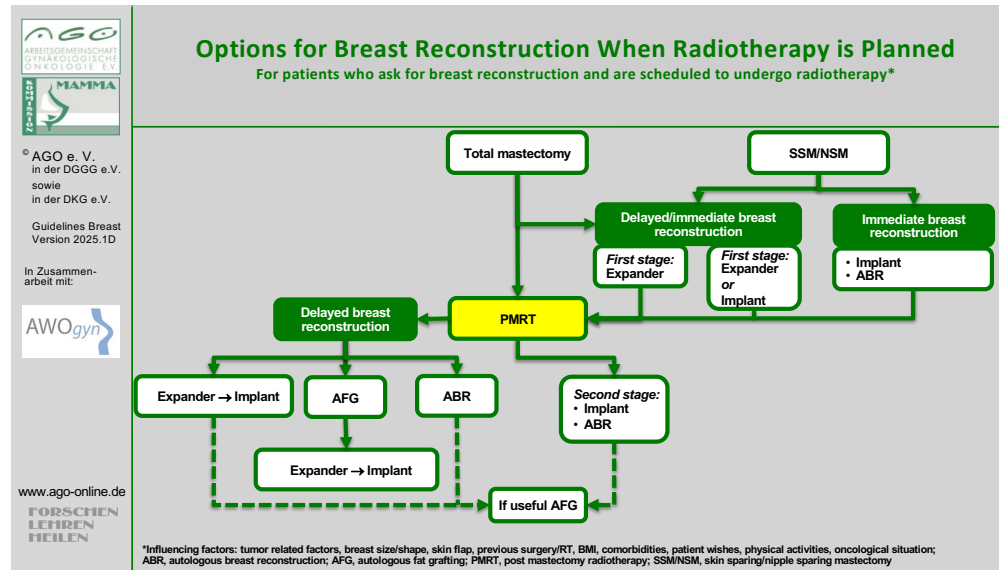 AGO
ARBEITSGEMEINSCHAFT
GYNÄKOLOGISCHE
ONKOLOGIE E.V.
KOMMISSION
MAMMA
© AGO e. V.
in der DGGG e.V.
sowie
in der DKG e.V.
Guidelines Breast
Version 2025.1D
In Zusammen-
arbeit mit:
AWOgyn
www.ago-online.de
FORSCHEN
LEHREN
HEILEN
Options for Breast Reconstruction When Radiotherapy is Planned
For patients who ask for breast reconstruction and are scheduled to undergo radiotherapy*
Total mastectomy
SSM/NSM
Delayed/immediate breast
reconstruction
Immediate breast
reconstruction
First stage:
Expander
First stage:
Expander
or
Implant
• Implant
• ABR
Delayed breast
reconstruction
PMRT
Expander → Implant
AFG
ABR
Second stage:
• Implant
• ABR
Expander → Implant
If useful AFG
*Influencing factors: tumor related factors, breast size/shape, skin flap, previous surgery/RT, BMI, comorbidities, patient wishes, physical activities, oncological situation;
ABR, autologous breast reconstruction; AFG, autologous fat grafting; PMRT, post mastectomy radiotherapy; SSM/NSM, skin sparing/nipple sparing mastectomy